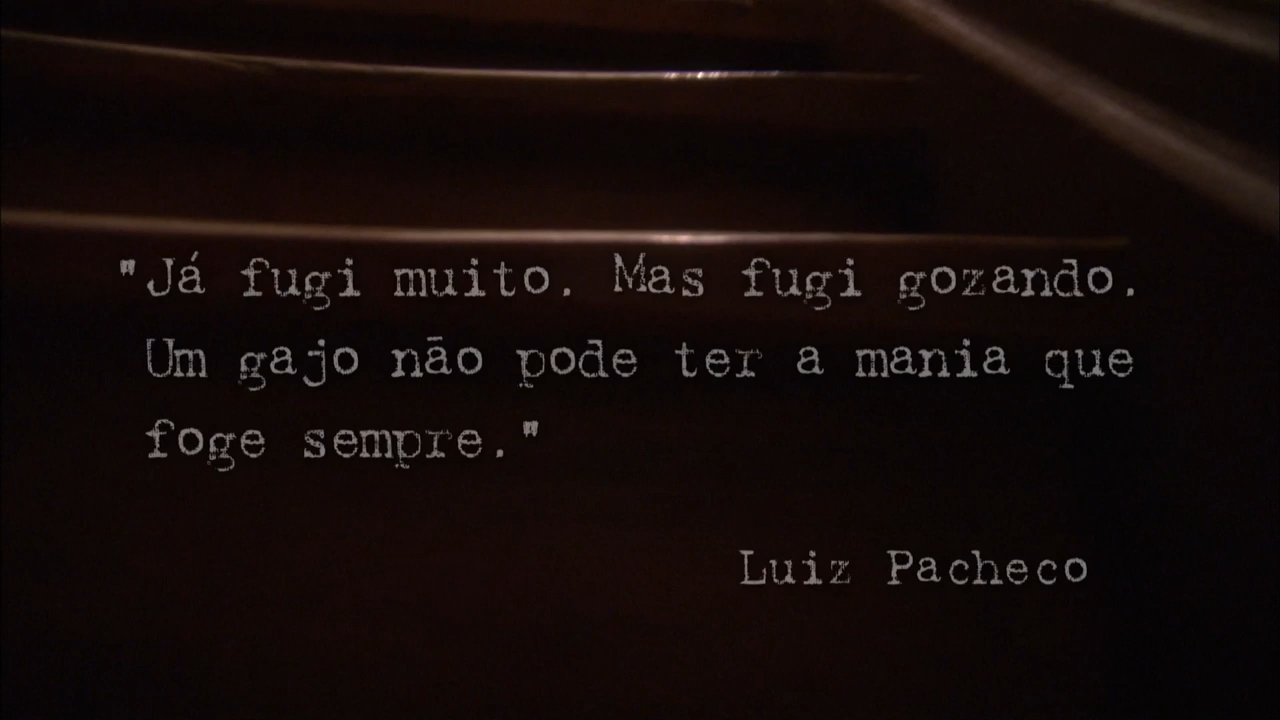 "Já fugi muito. Mas fugi gozando.
Um gajo não pode ter a mania que
foge sempre."
Luiz Pacheco